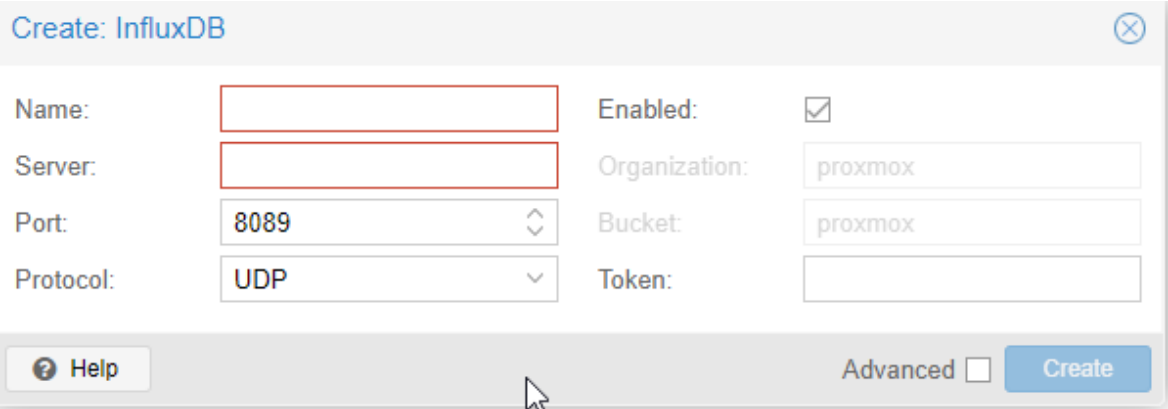 Create: InfluxDB
Name:
Enabled:
Server:
Organization: proxmox
Port: 8089
Bucket: proxmox
Protocol: UDP
Token:
Help
Advanced
Create